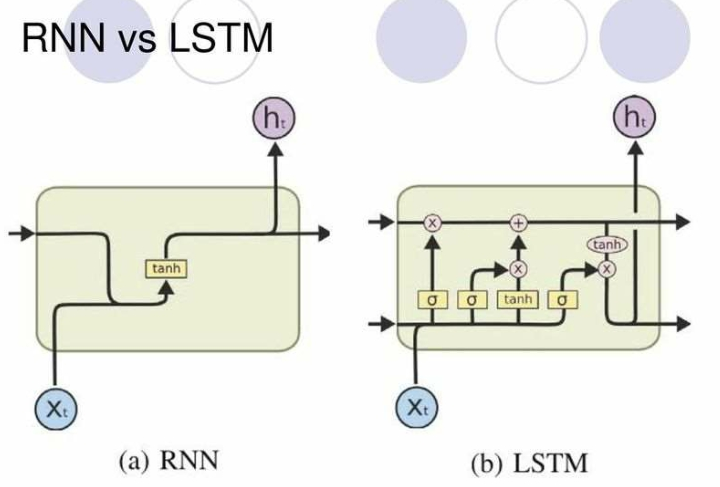 RNN vs LSTM
hₜ
tanh
Xₜ
(a) RNN
hₜ
x
+
tanh
x
x
σ
σ
tanh
σ
Xₜ
(b) LSTM